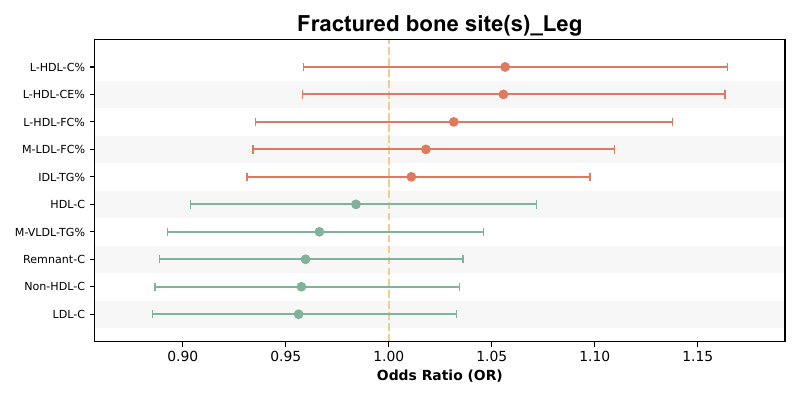 Fractured bone site(s)_Leg
L-HDL-C%
L-HDL-CE%
L-HDL-FC%
M-LDL-FC%
IDL-TG%
HDL-C
M-VLDL-TG%
Remnant-C
Non-HDL-C
LDL-C
0.90 0.95 1.00 1.05 1.10 1.15
Odds Ratio (OR)